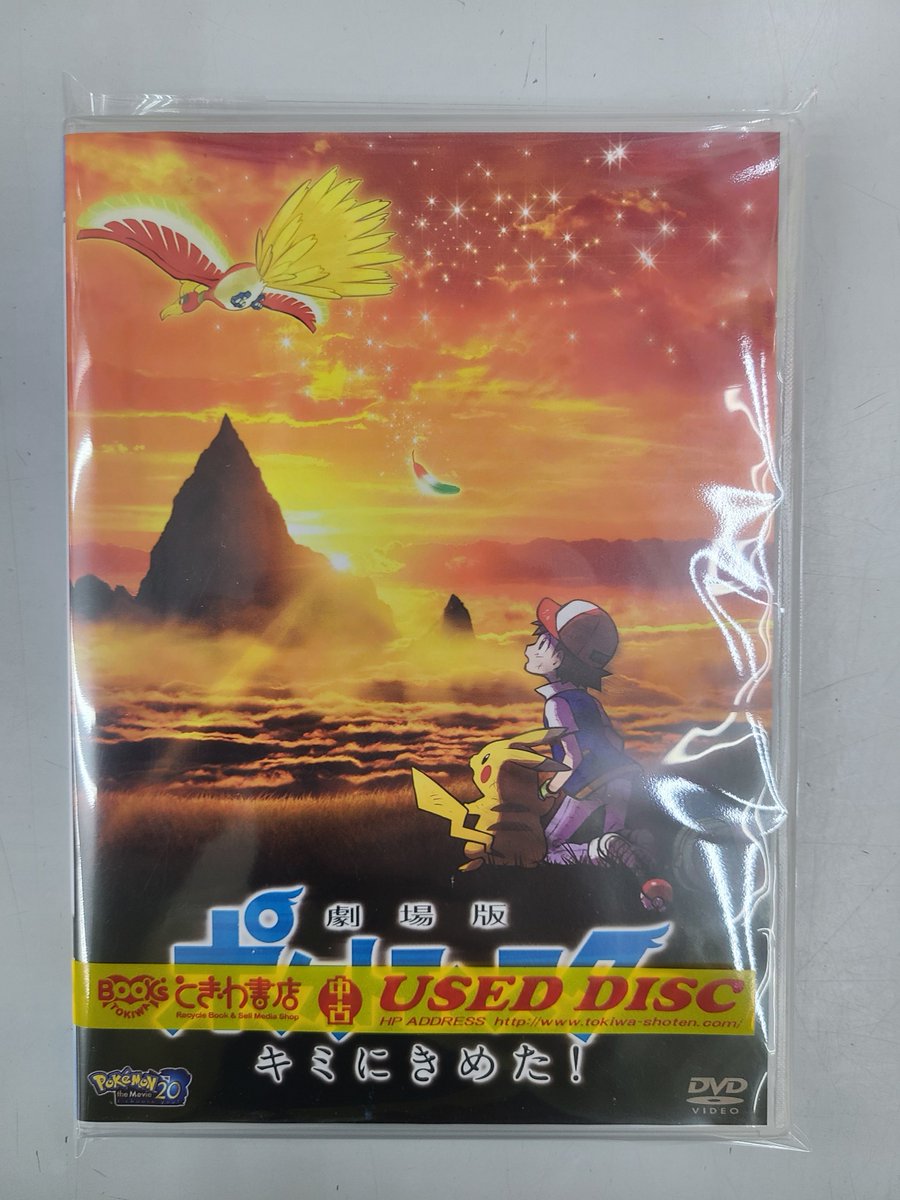 劇場版
BOOKS
TOKIWA
ときわ書店
Recycle Book & Sell Media Shop
中古
USED DISC
HP ADDRESS http://www.tokiwa-shoten.com/
キミにきめた!
POKéMON
the Movie 20
DVD
VIDEO